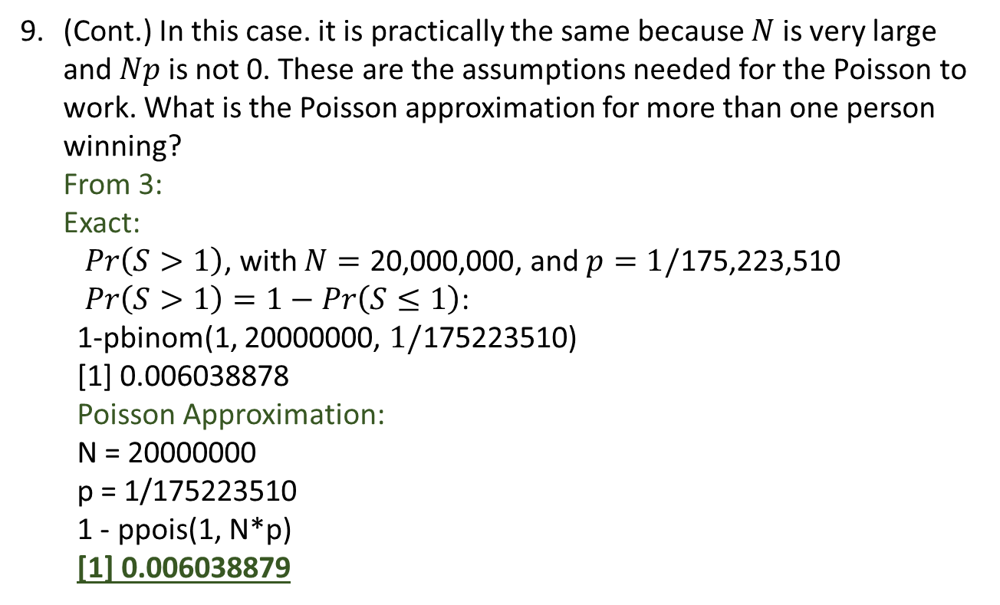 9. (Cont.) In this case. it is practically the same because N is very large
and Np is not 0. These are the assumptions needed for the Poisson to
work. What is the Poisson approximation for more than one person
winning?
From 3:
Exact:
Pr(S > 1), with N = 20,000,000, and p = 1/175,223,510
Pr(S > 1) = 1 − Pr(S ≤ 1):
1-pbinom(1, 20000000, 1/175223510)
[1] 0.006038878
Poisson Approximation:
N = 20000000
p = 1/175223510
1 - ppois(1, N*p)
[1] 0.006038879